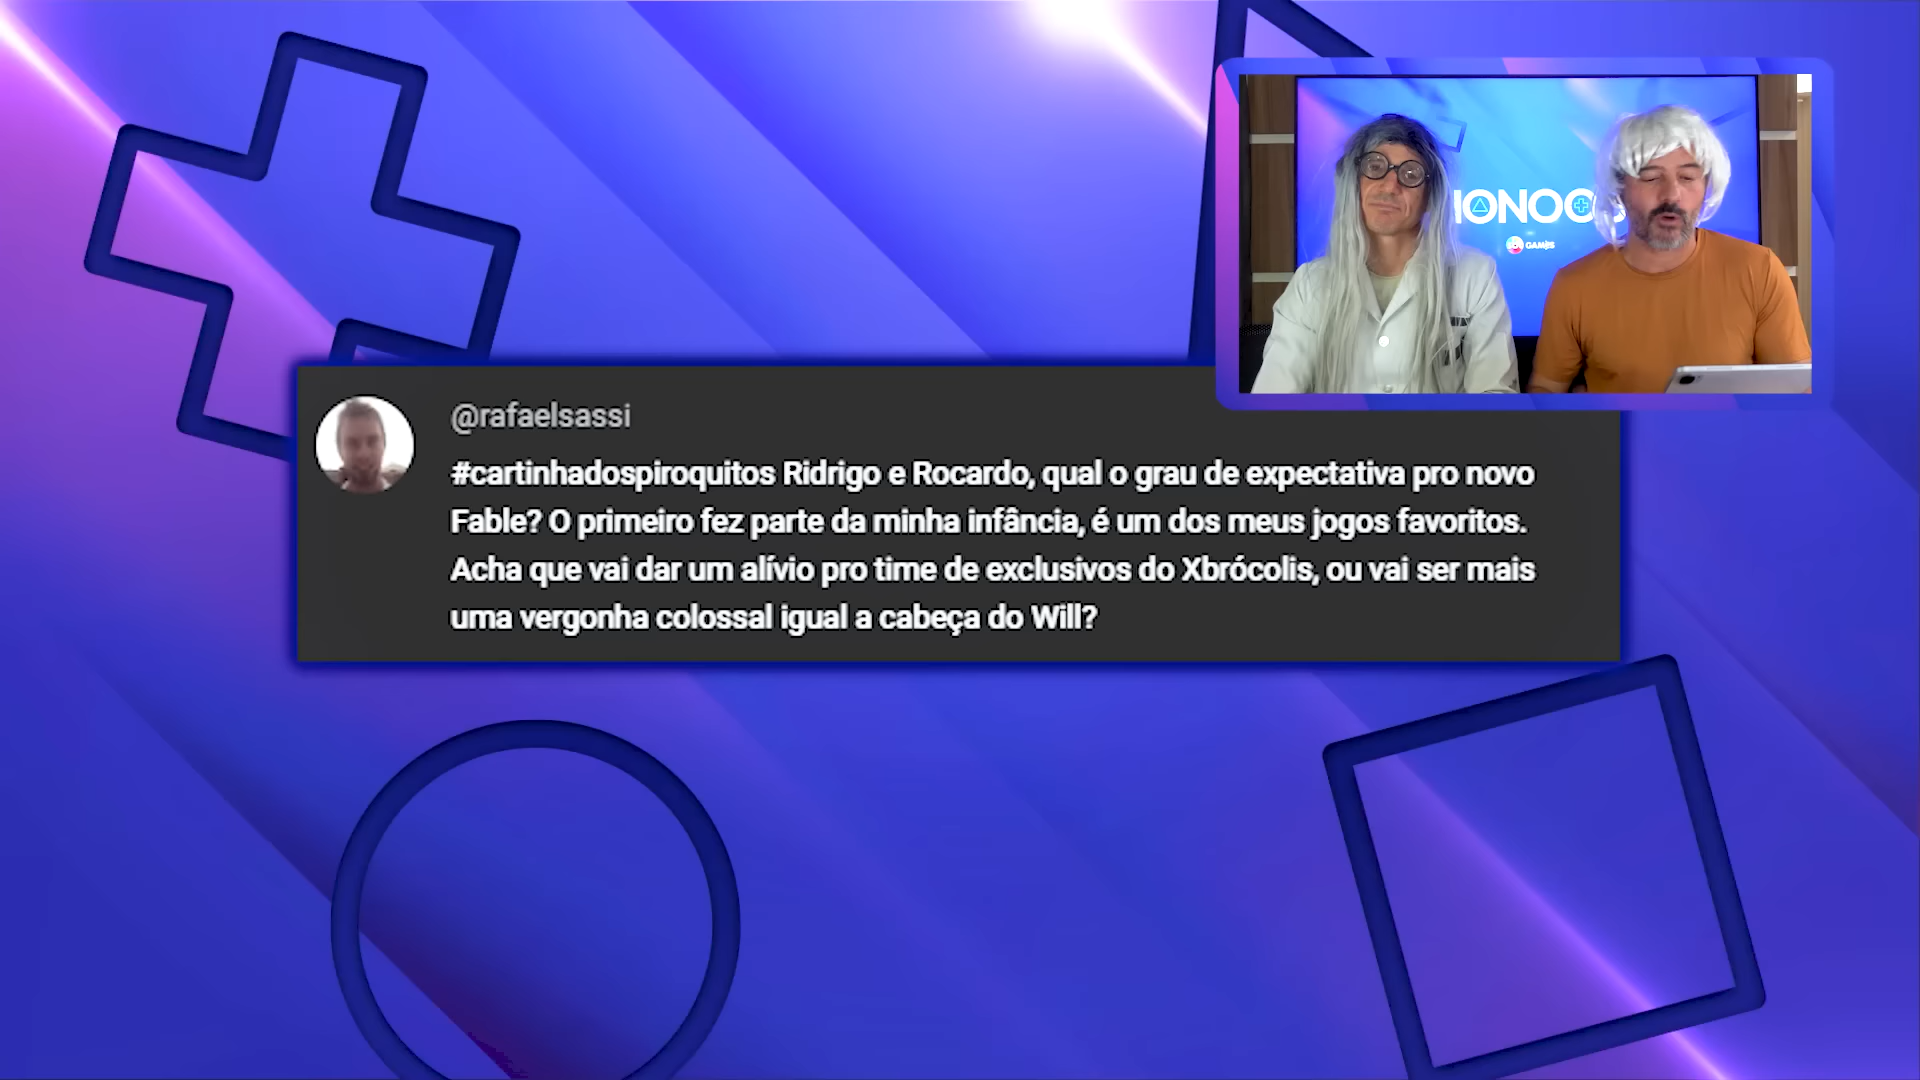 IONOC
GAMES
@rafaelsassi
#cartinhadospiroquitos Ridrigo e Rocardo, qual o grau de expectativa pro novo
Fable? O primeiro fez parte da minha infância, é um dos meus jogos favoritos.
Acha que vai dar um alívio pro time de exclusivos do Xbrócolis, ou vai ser mais
uma vergonha colossal igual a cabeça do Will?